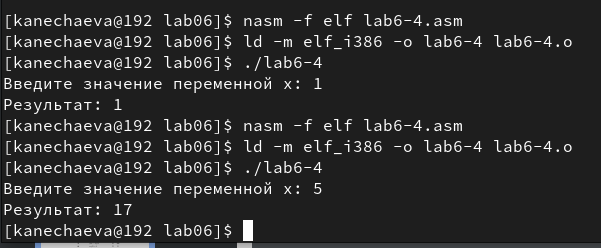 [kanechaeva@192 lab06]$ nasm -f elf lab6-4.asm
[kanechaeva@192 lab06]$ ld -m elf_i386 -o lab6-4 lab6-4.o
[kanechaeva@192 lab06]$ ./lab6-4
Введите значение переменной x: 1
Результат: 1
[kanechaeva@192 lab06]$ nasm -f elf lab6-4.asm
[kanechaeva@192 lab06]$ ld -m elf_i386 -o lab6-4 lab6-4.o
[kanechaeva@192 lab06]$ ./lab6-4
Введите значение переменной x: 5
Результат: 17
[kanechaeva@192 lab06]$